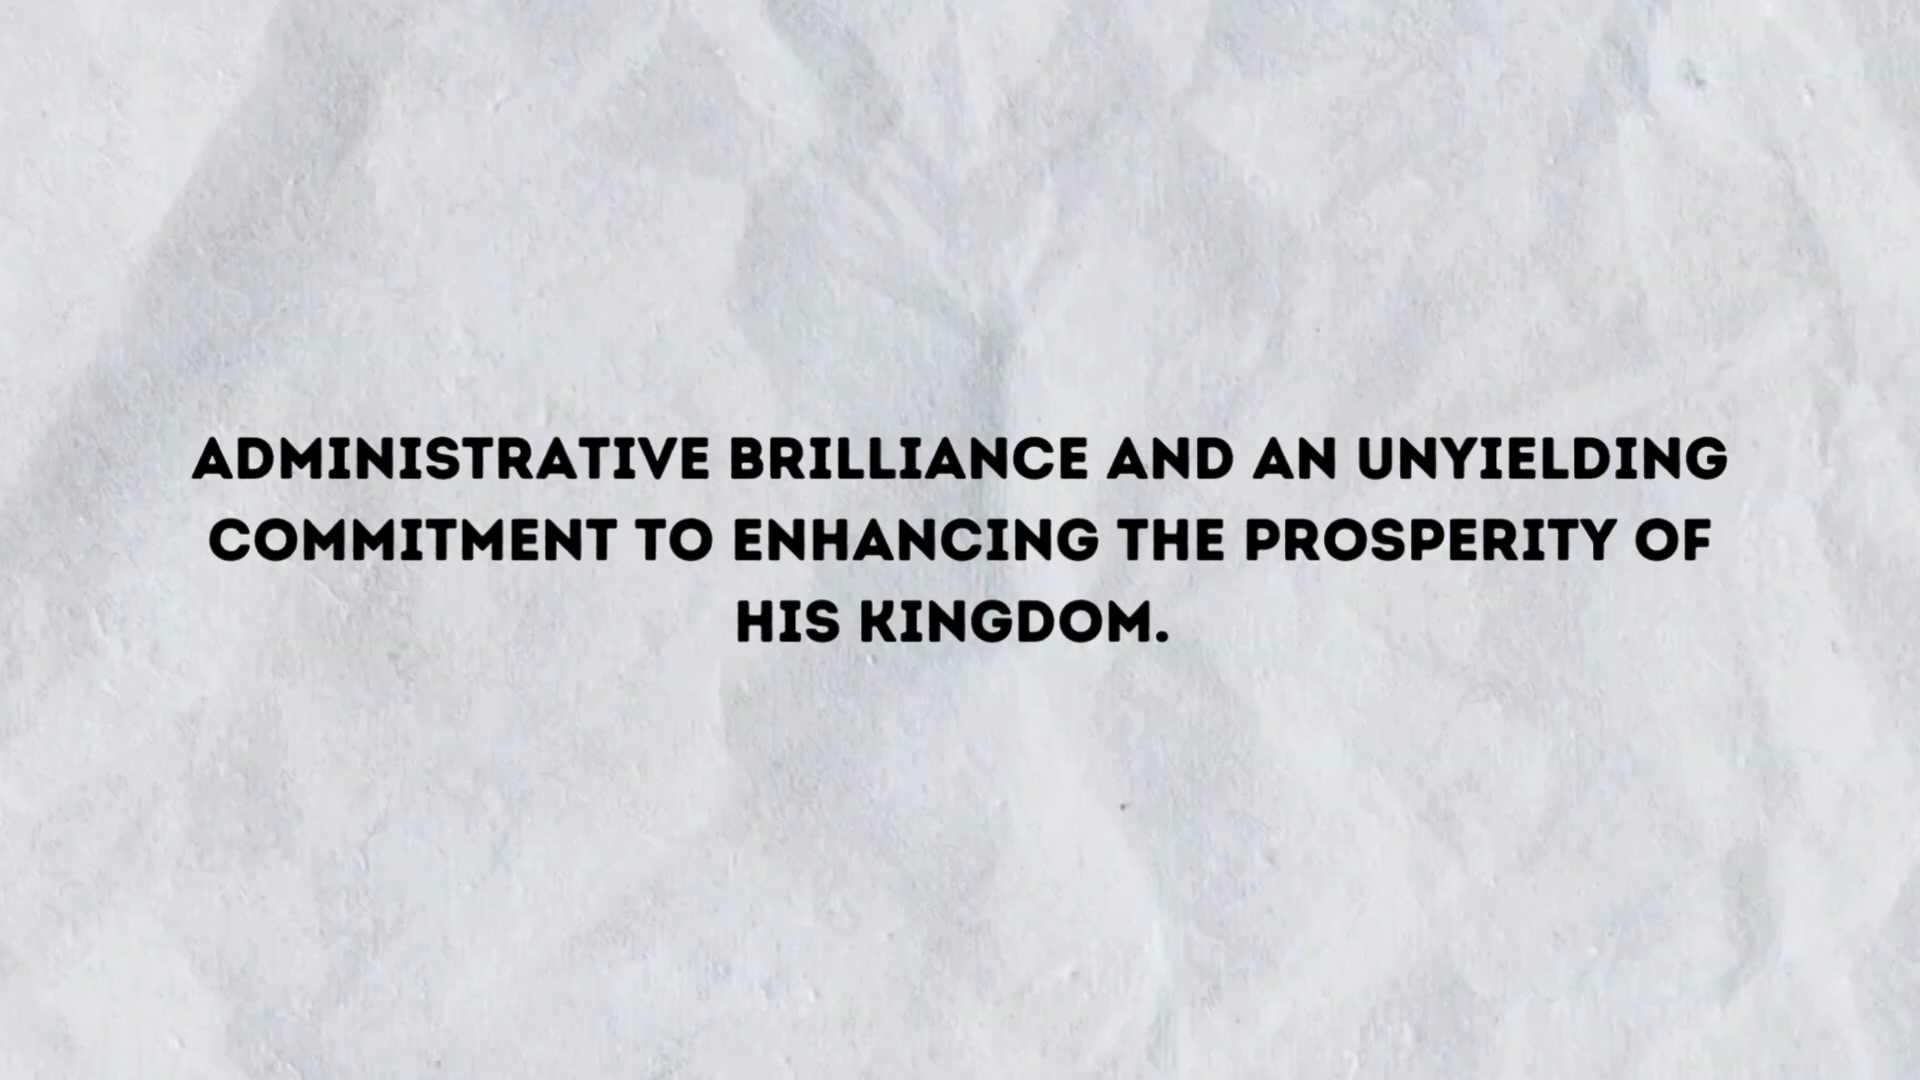 ADMINISTRATIVE BRILLIANCE AND AN UNYIELDING
COMMITMENT TO ENHANCING THE PROSPERITY OF
HIS KINGDOM.